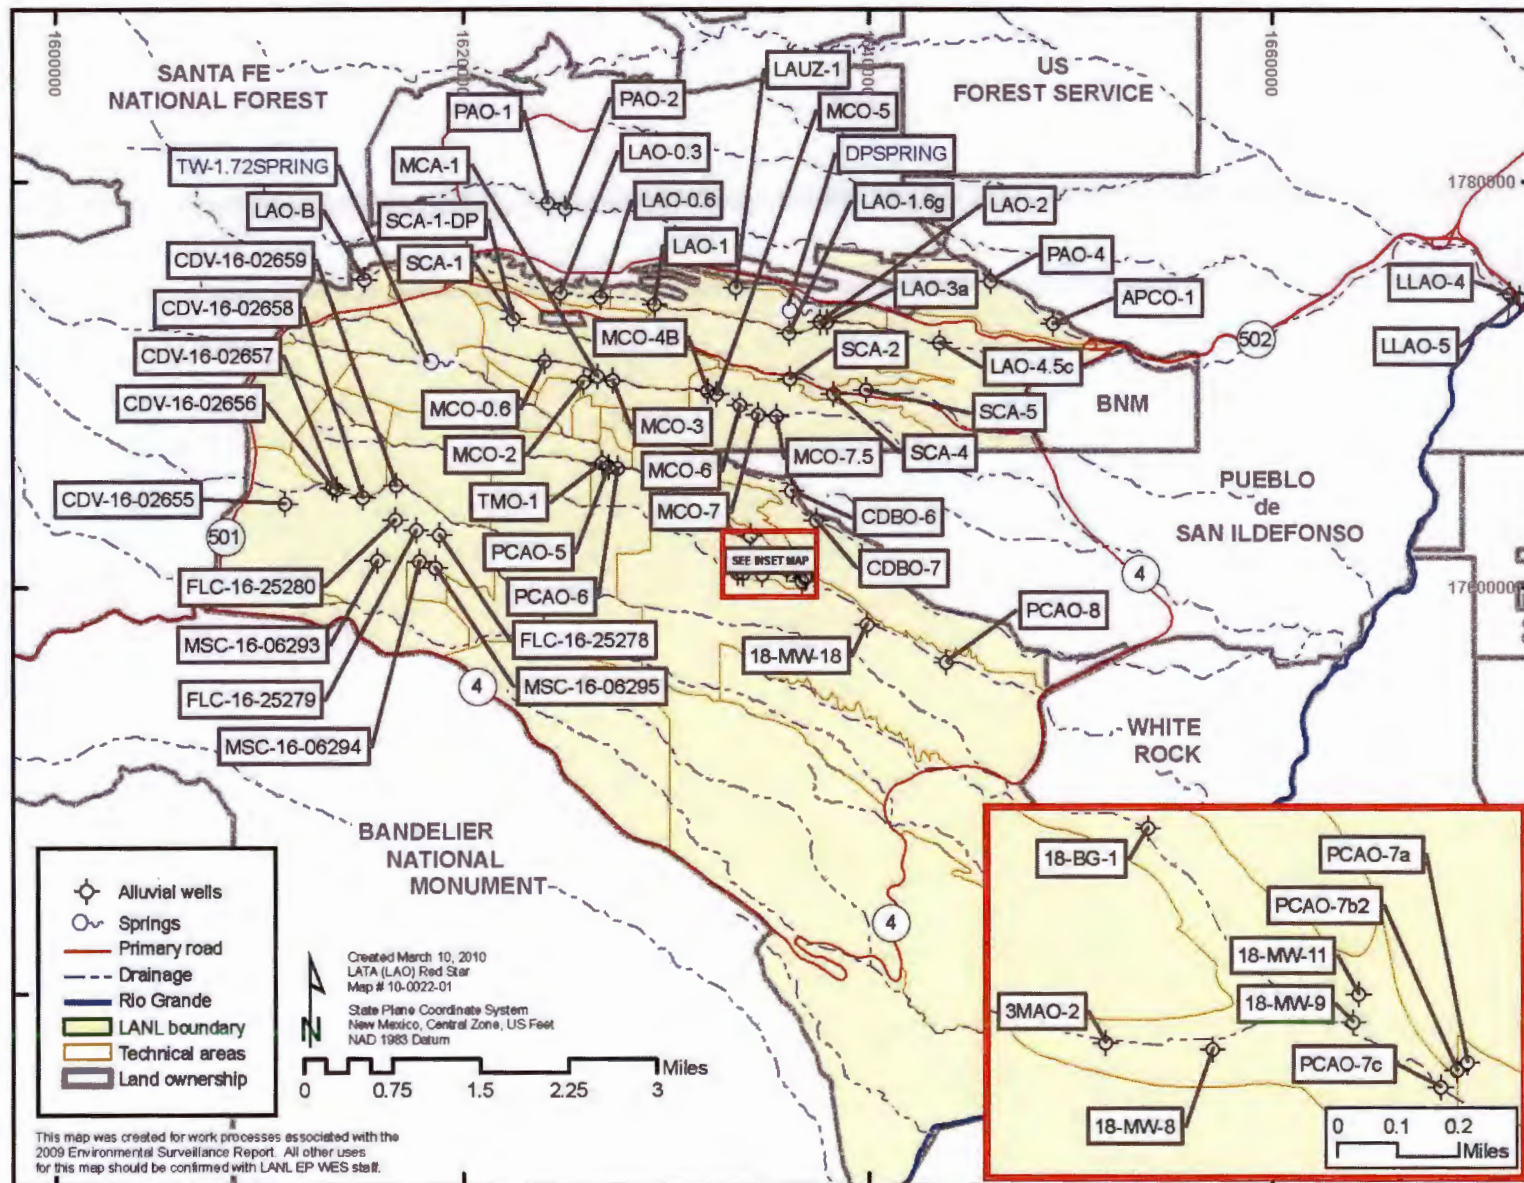 1600000
1620000
1660000
SANTA FE
NATIONAL FOREST
US
FOREST SERVICE
LAUZ-1
PAO-2
PAO-1
MCO-5
TW-1.72SPRING
MCA-1
LAO-0.3
DPSPRING
1780000
LAO-B
SCA-1-DP
LAO-0.6
LAO-1.6g
LAO-2
CDV-16-02659
SCA-1
LAO-1
PAO-4
CDV-16-02658
LAO-3a
APCO-1
LLAO-4
CDV-16-02657
MCO-4B
SCA-2
LAO-4.5c
502
LLAO-5
CDV-16-02656
MCO-0.6
MCO-3
SCA-5
BNM
MCO-2
MCO-6
MCO-7.5
SCA-4
CDV-16-02655
TMO-1
MCO-7
CDBO-6
PUEBLO
de
SAN ILDEFONSO
501
PCAO-5
SEE INSET MAP
CDBO-7
4
1760000
FLC-16-25280
PCAO-6
PCAO-8
MSC-16-06293
FLC-16-25278
18-MW-18
FLC-16-25279
4
MSC-16-06295
MSC-16-06294
WHITE
ROCK
BANDELIER
NATIONAL
MONUMENT
4
18-BG-1
PCAO-7a
PCAO-7b2
18-MW-11
18-MW-9
3MAO-2
PCAO-7c
18-MW-8
0 0.1 0.2
Miles
Alluvial wells
Springs
Primary road
Drainage
Rio Grande
LANL boundary
Technical areas
Land ownership
Created March 10, 2010
LATA (LAO) Red Star
Map # 10-0022-01
State Plane Coordinate System
New Mexico, Central Zone, US Feet
NAD 1983 Datum
N
Miles
0 0.75 1.5 2.25 3
This map was created for work processes associated with the
2009 Environmental Surveillance Report. All other uses
for this map should be confirmed with LANL EP WES staff.